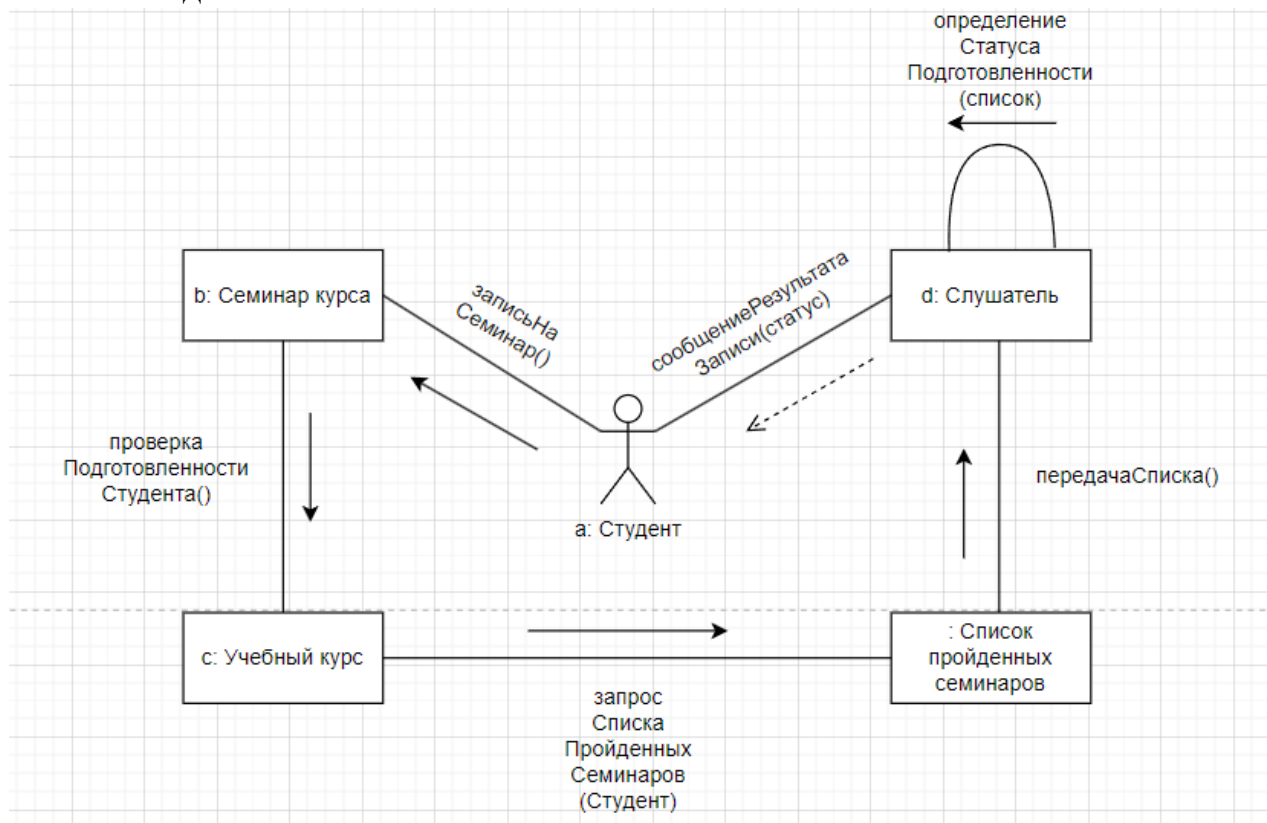 определение
Статуса
Подготовленности
(список)
b: Семинар курса
записьНа
Семинар()
сообщениеРезультата
Записи(статус)
d: Слушатель
проверка
Подготовленности
Студента()
передачаСписка()
a: Студент
c: Учебный курс
: Список
пройденных
семинаров
запрос
Списка
Пройденных
Семинаров
(Студент)